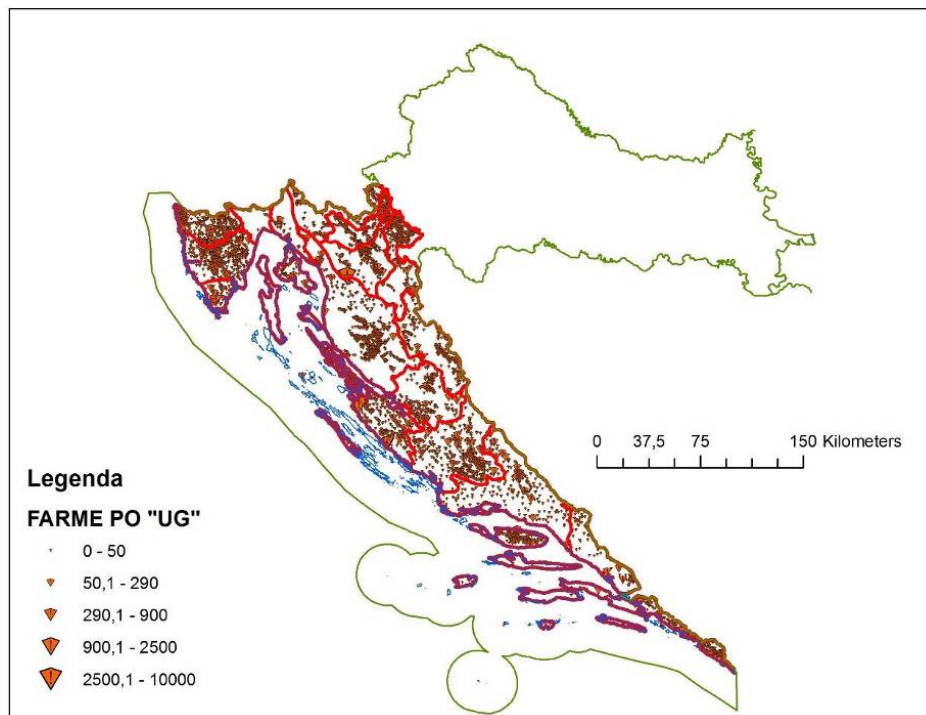 0 37,5 75 150 Kilometers
Legenda
FARME PO "UG"
0 - 50
50,1 - 290
290,1 - 900
900,1 - 2500
2500,1 - 10000